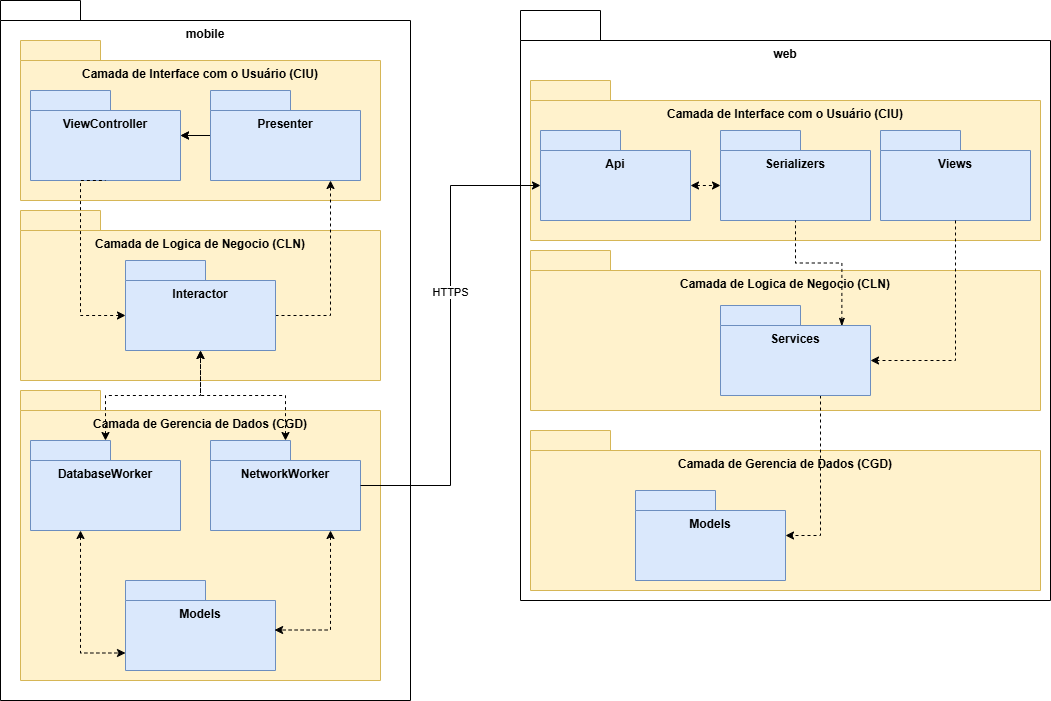 mobile
Camada de Interface com o Usuário (CIU)
ViewController
Presenter
Camada de Logica de Negocio (CLN)
Interactor
Camada de Gerencia de Dados (CGD)
DatabaseWorker
NetworkWorker
Models
HTTPS
web
Camada de Interface com o Usuário (CIU)
Api
Serializers
Views
Camada de Logica de Negocio (CLN)
Services
Camada de Gerencia de Dados (CGD)
Models